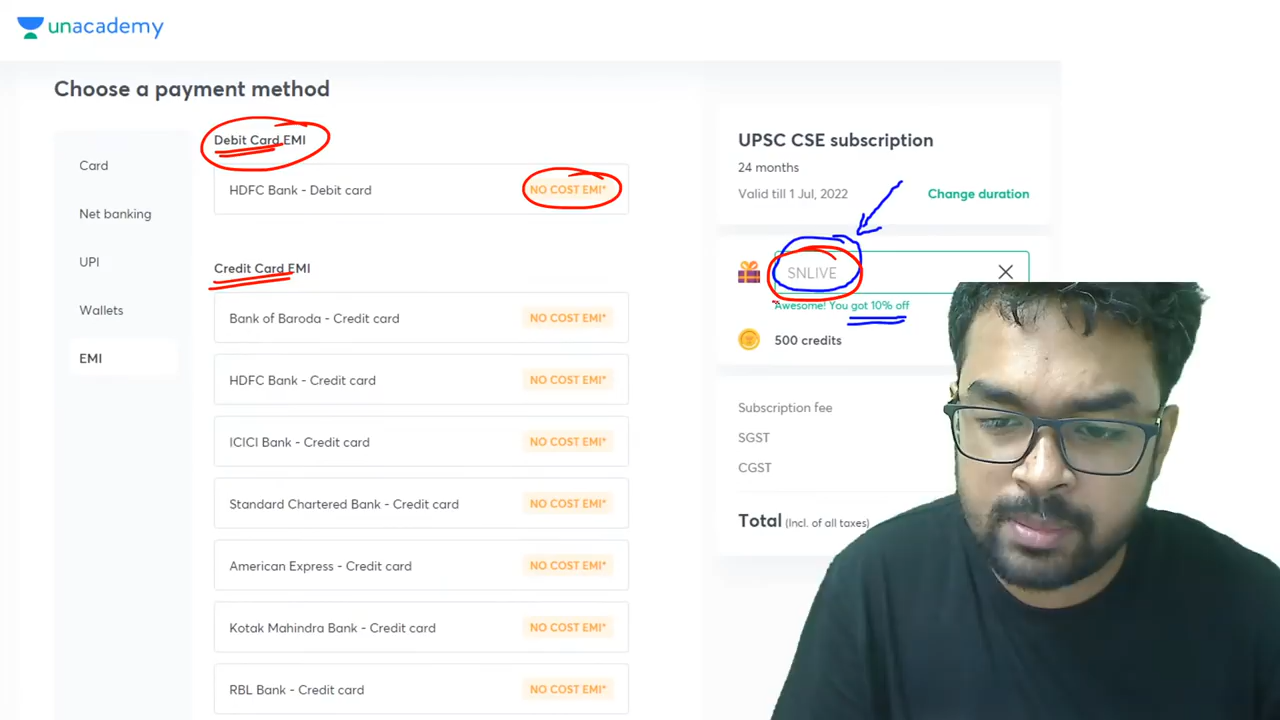 unacademy
Choose a payment method
Card
Net banking
UPI
Wallets
EMI
Debit Card EMI
HDFC Bank - Debit card
NO COST EMI*
Credit Card EMI
Bank of Baroda - Credit card
NO COST EMI*
HDFC Bank - Credit card
NO COST EMI*
ICICI Bank - Credit card
NO COST EMI*
Standard Chartered Bank - Credit card
NO COST EMI*
American Express - Credit card
NO COST EMI*
Kotak Mahindra Bank - Credit card
NO COST EMI*
RBL Bank - Credit card
NO COST EMI*
UPSC CSE subscription
24 months
Valid till 1 Jul, 2022
Change duration
SNLIVE
Awesome! You got 10% off
500 credits
Subscription fee
SGST
CGST
Total (Incl. of all taxes)